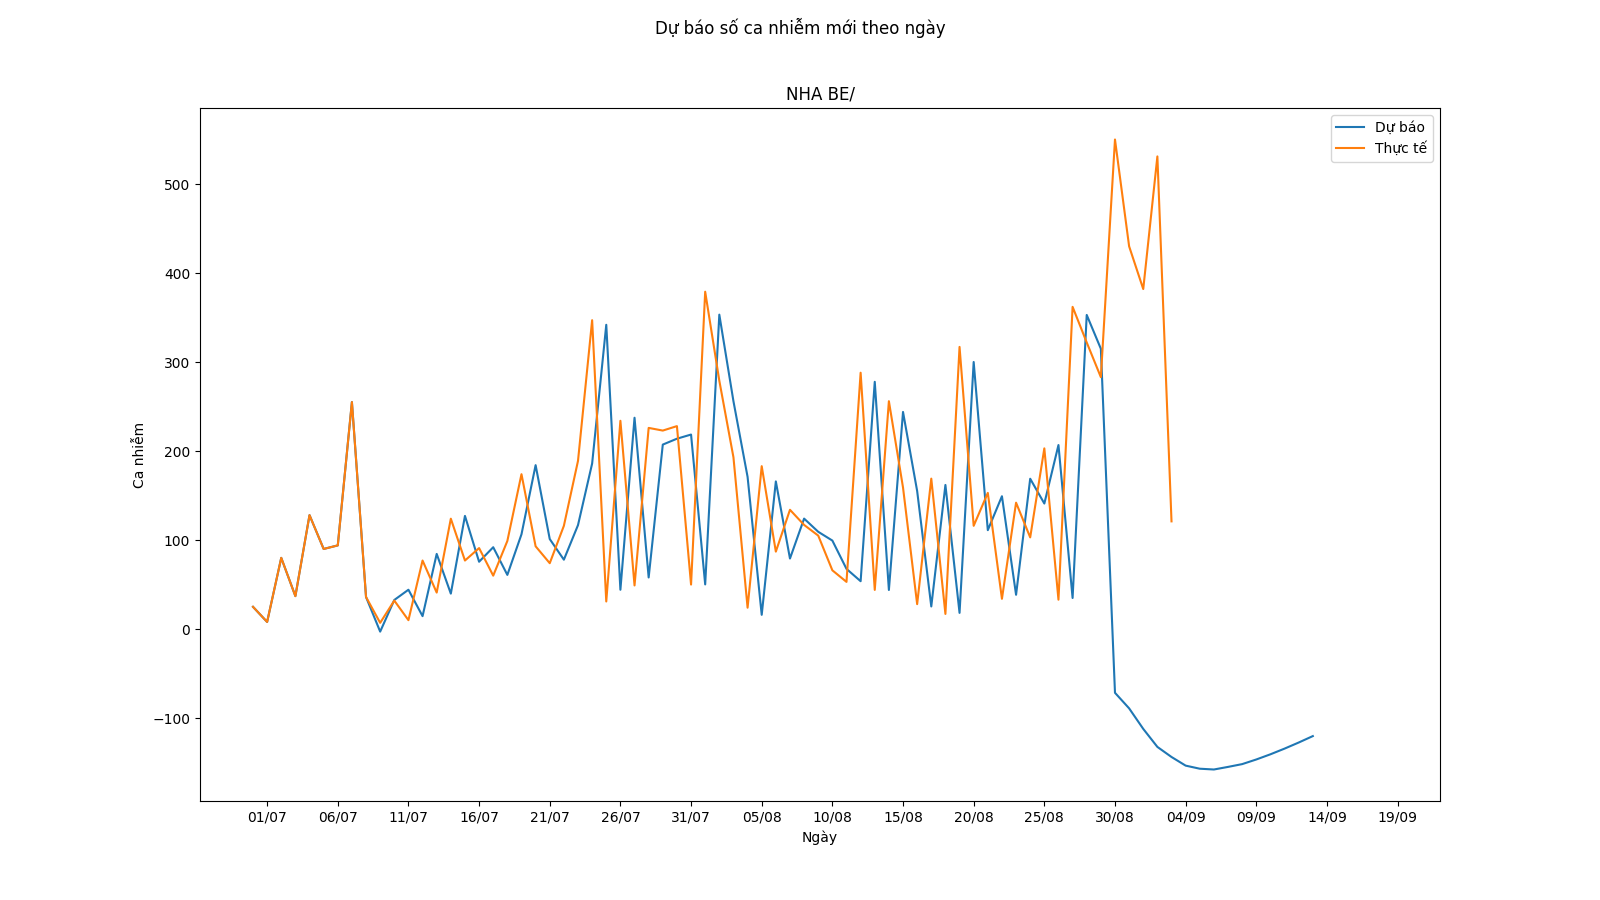 Dự báo số ca nhiễm mới theo ngày
NHA BE/
Dự báo
Thực tế
500
400
300
200
100
0
−100
Ca nhiễm
01/07 06/07 11/07 16/07 21/07 26/07 31/07 05/08 10/08 15/08 20/08 25/08 30/08 04/09 09/09 14/09 19/09
Ngày